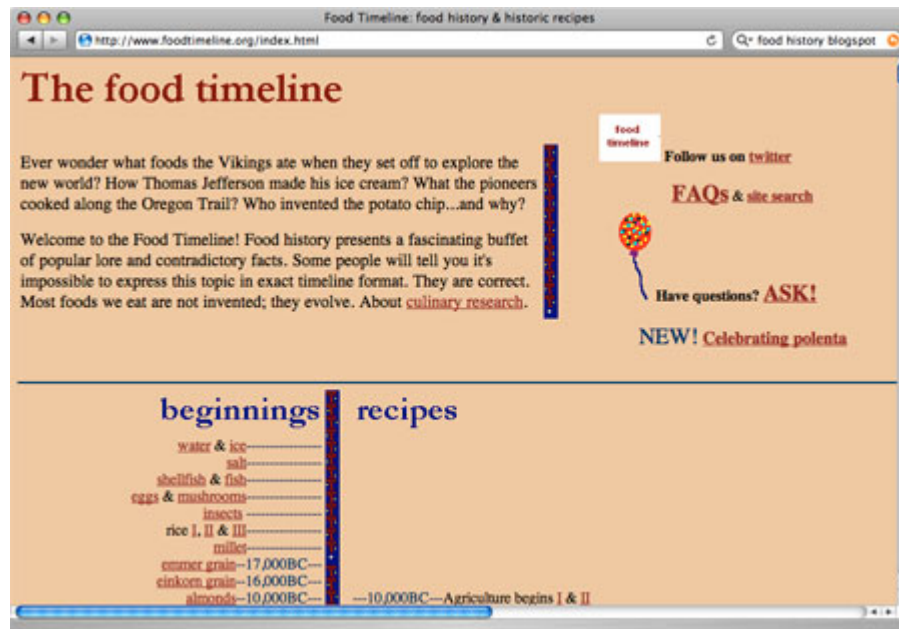 Food Timeline: food history & historic recipes
http://www.foodtimeline.org/index.html
food history blogspot
The food timeline
food
timeline
Follow us on twitter
FAQs & site search
Have questions? ASK!
NEW! Celebrating polenta
Ever wonder what foods the Vikings ate when they set off to explore the
new world? How Thomas Jefferson made his ice cream? What the pioneers
cooked along the Oregon Trail? Who invented the potato chip...and why?
Welcome to the Food Timeline! Food history presents a fascinating buffet
of popular lore and contradictory facts. Some people will tell you it's
impossible to express this topic in exact timeline format. They are correct.
Most foods we eat are not invented; they evolve. About culinary research.
beginnings recipes
water & ice-------------------
salt-------------------
shellfish & fish-------------------
eggs & mushrooms-------------------
insects -------------------
rice I, II & III-------------------
millet-------------------
emmer grain--17,000BC---
einkorn grain--16,000BC---
almonds--10,000BC--- ---10,000BC---Agriculture begins I & II